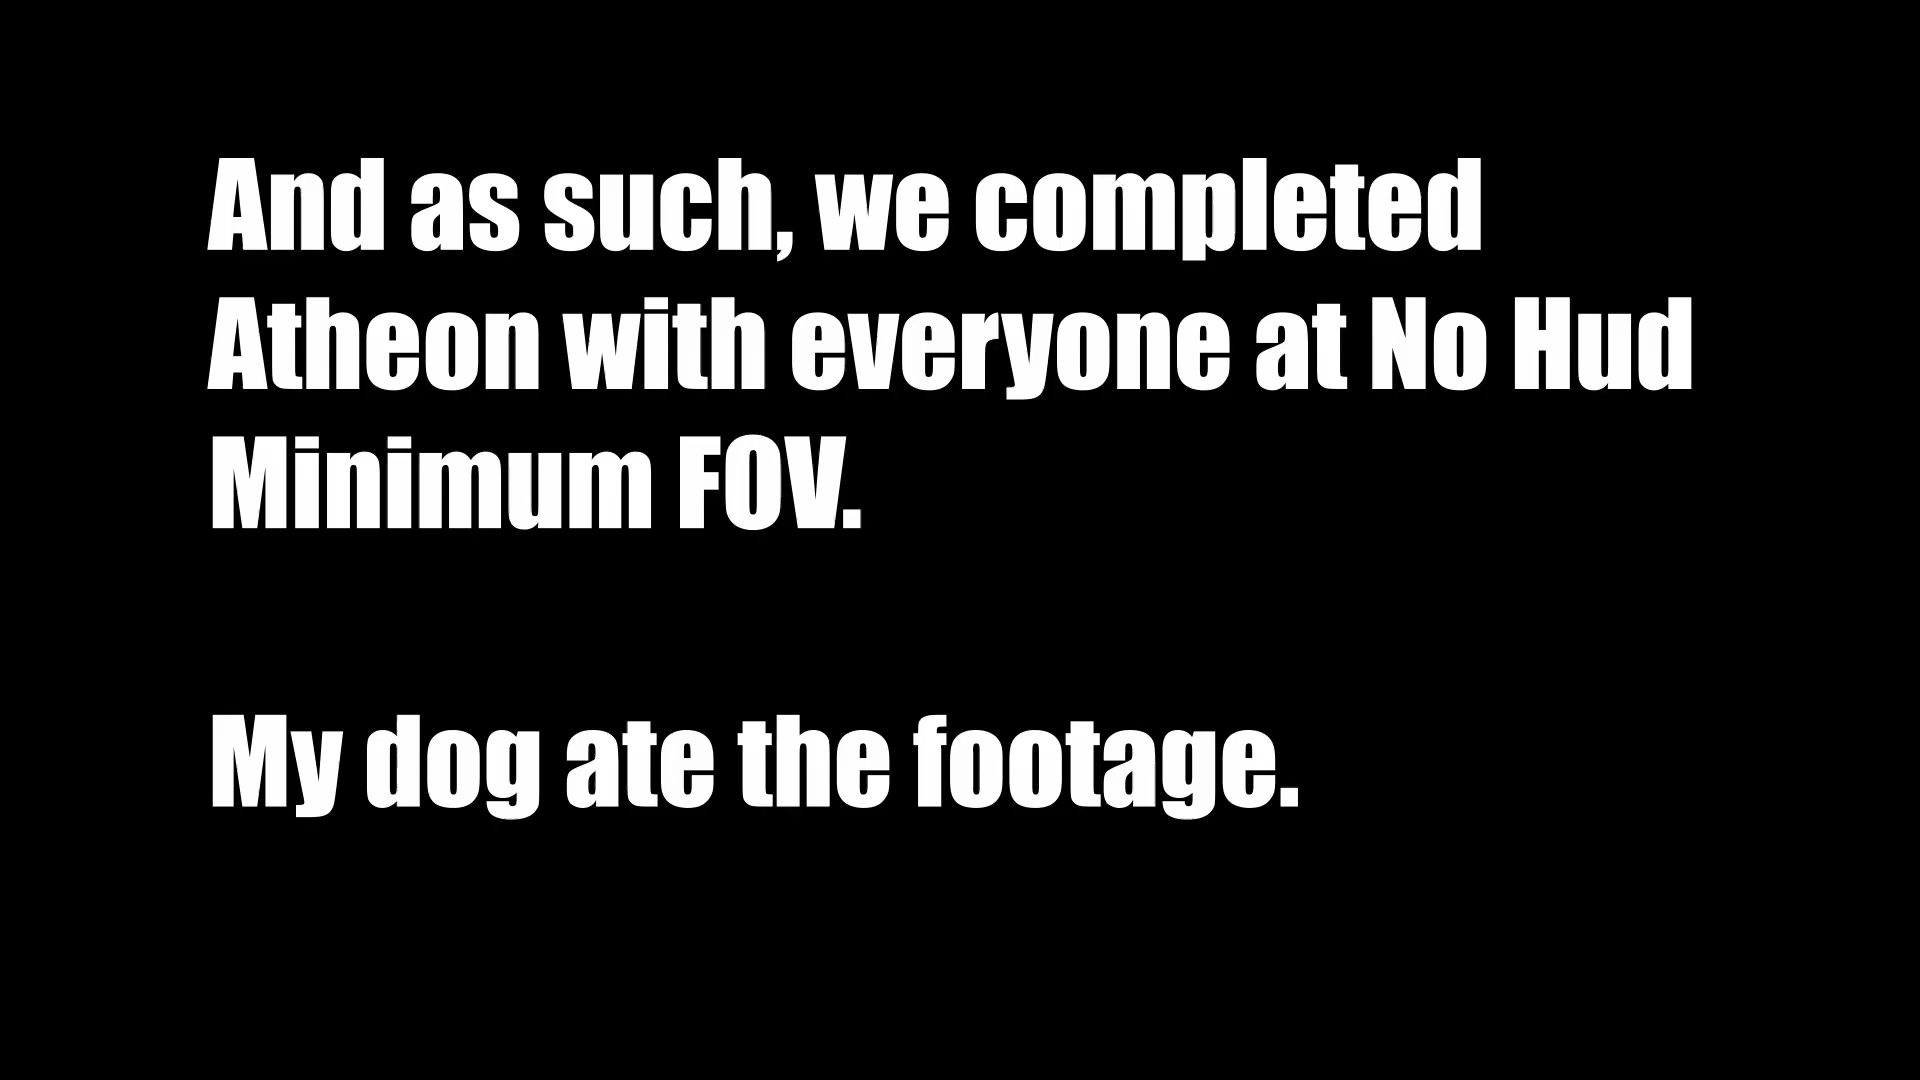 And as such, we completed
Atheon with everyone at No Hud
Minimum FOV.
My dog ate the footage.